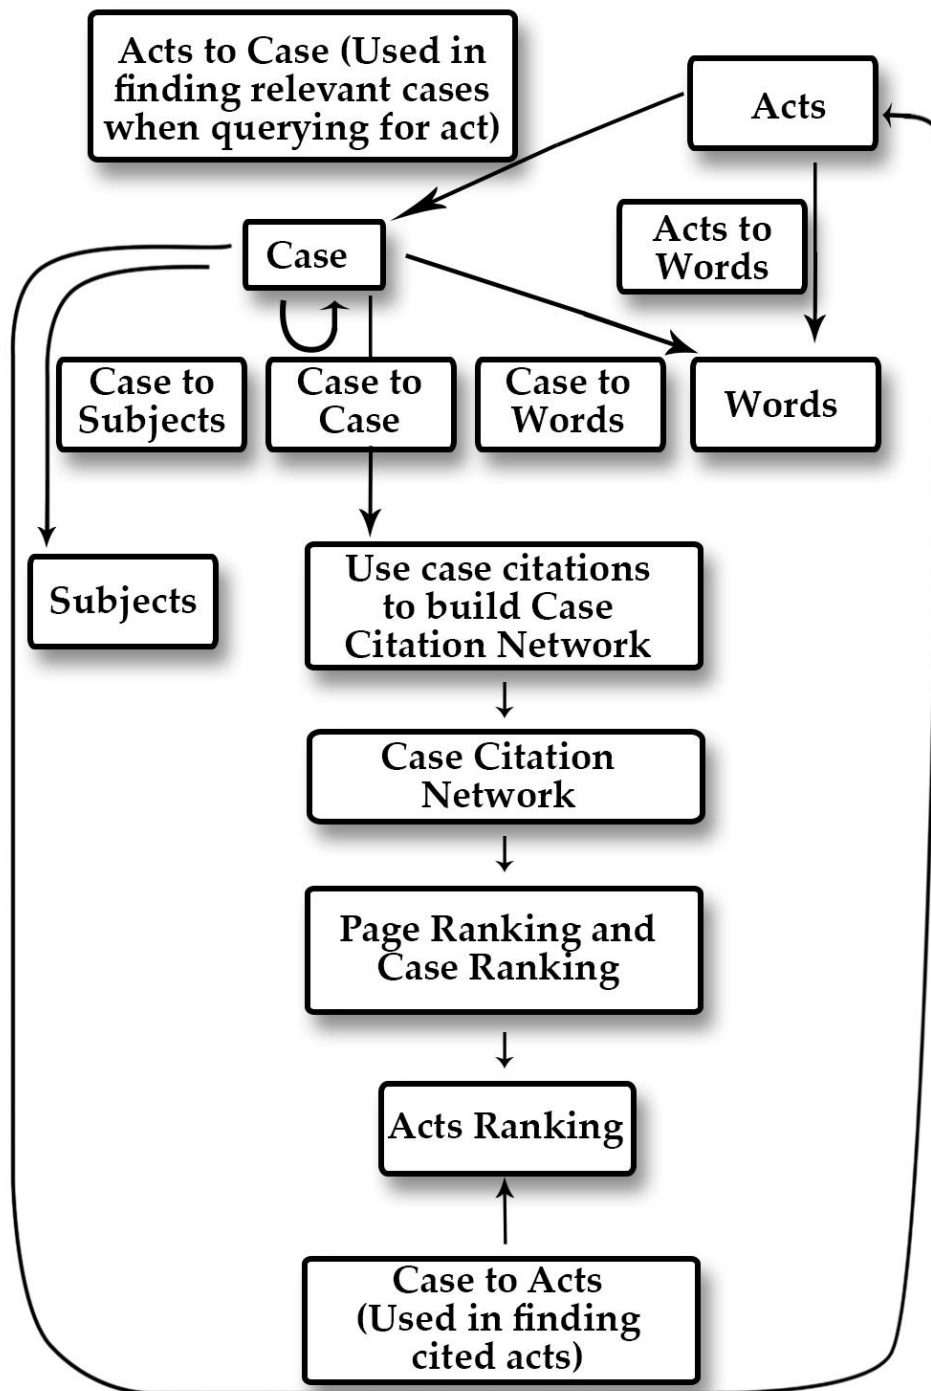 Acts to Case (Used in
finding relevant cases
when querying for act)
Acts
Acts to
Words
Case
Case to
Subjects
Case to
Case
Case to
Words
Words
Subjects
Use case citations
to build Case
Citation Network
Case Citation
Network
Page Ranking and
Case Ranking
Acts Ranking
Case to Acts
(Used in finding
cited acts)